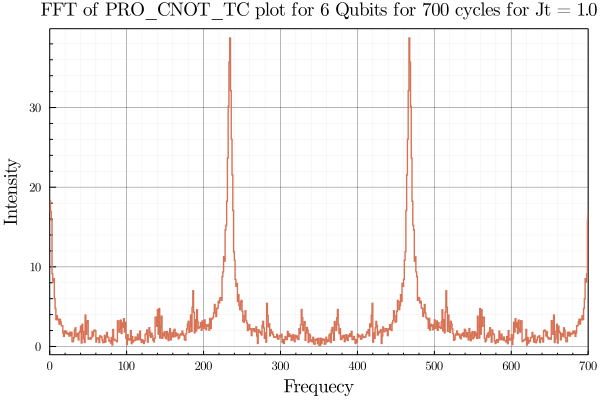 FFT of PRO_CNOT_TC plot for 6 Qubits for 700 cycles for Jt = 1.0
Intensity
30
20
10
0
0 100 200 300 400 500 600 700
Frequecy